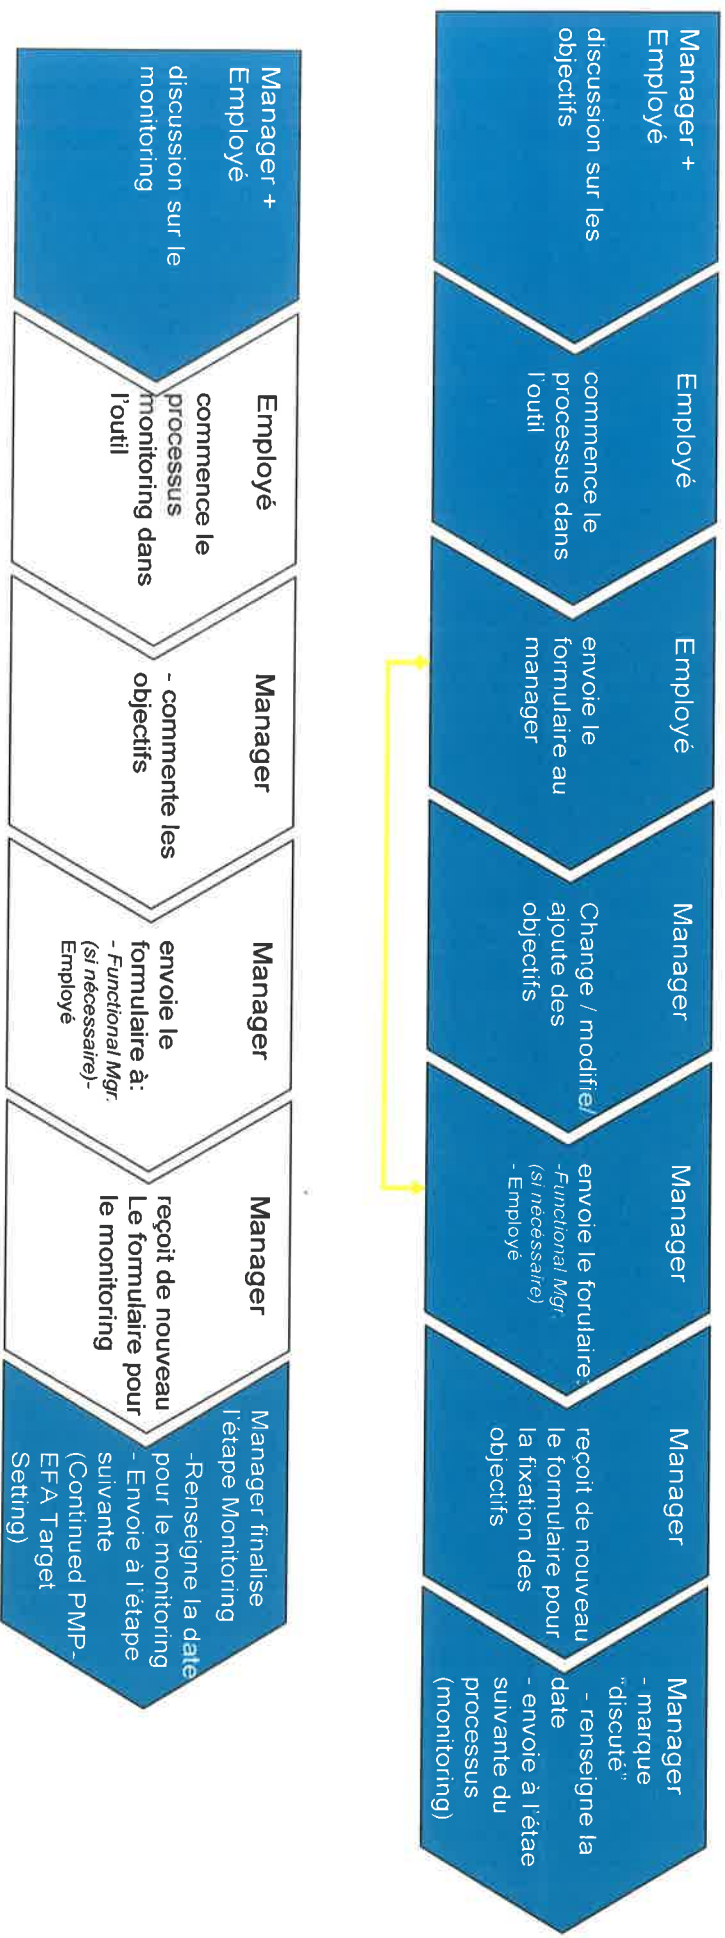 Manager +
Employé
discussion sur les
objectifs
Employé
commence le
processus dans
l'outil
Employé
envoie le
formulaire au
manager
Manager
Change / modifie/
ajoute des
objectifs
Manager
envoie le forulaire:
-Functional Mgr.
(si nécéssaire)
- Employé
Manager
reçoit de nouveau
le formulaire pour
la fixation des
objectifs
Manager
- marque
"discuté"
- renseigne la
date
- envoie à l'étae
suivante du
processus
(monitoring)
Manager +
Employé
discussion sur le
monitoring
Employé
commence le
processus
monitoring dans
l'outil
Manager
- commente les
objectifs
Manager
envoie le
formulaire à:
- Functional Mgr.
(si nécessaire)-
Employé
Manager
reçoit de nouveau
Le formulaire pour
le monitoring
Manager finalise
l'étape Monitoring
-Renseigne la date
pour le monitoring
- Envoie à l'étape
suivante
(Continued PMP-
EFA Target
Setting)